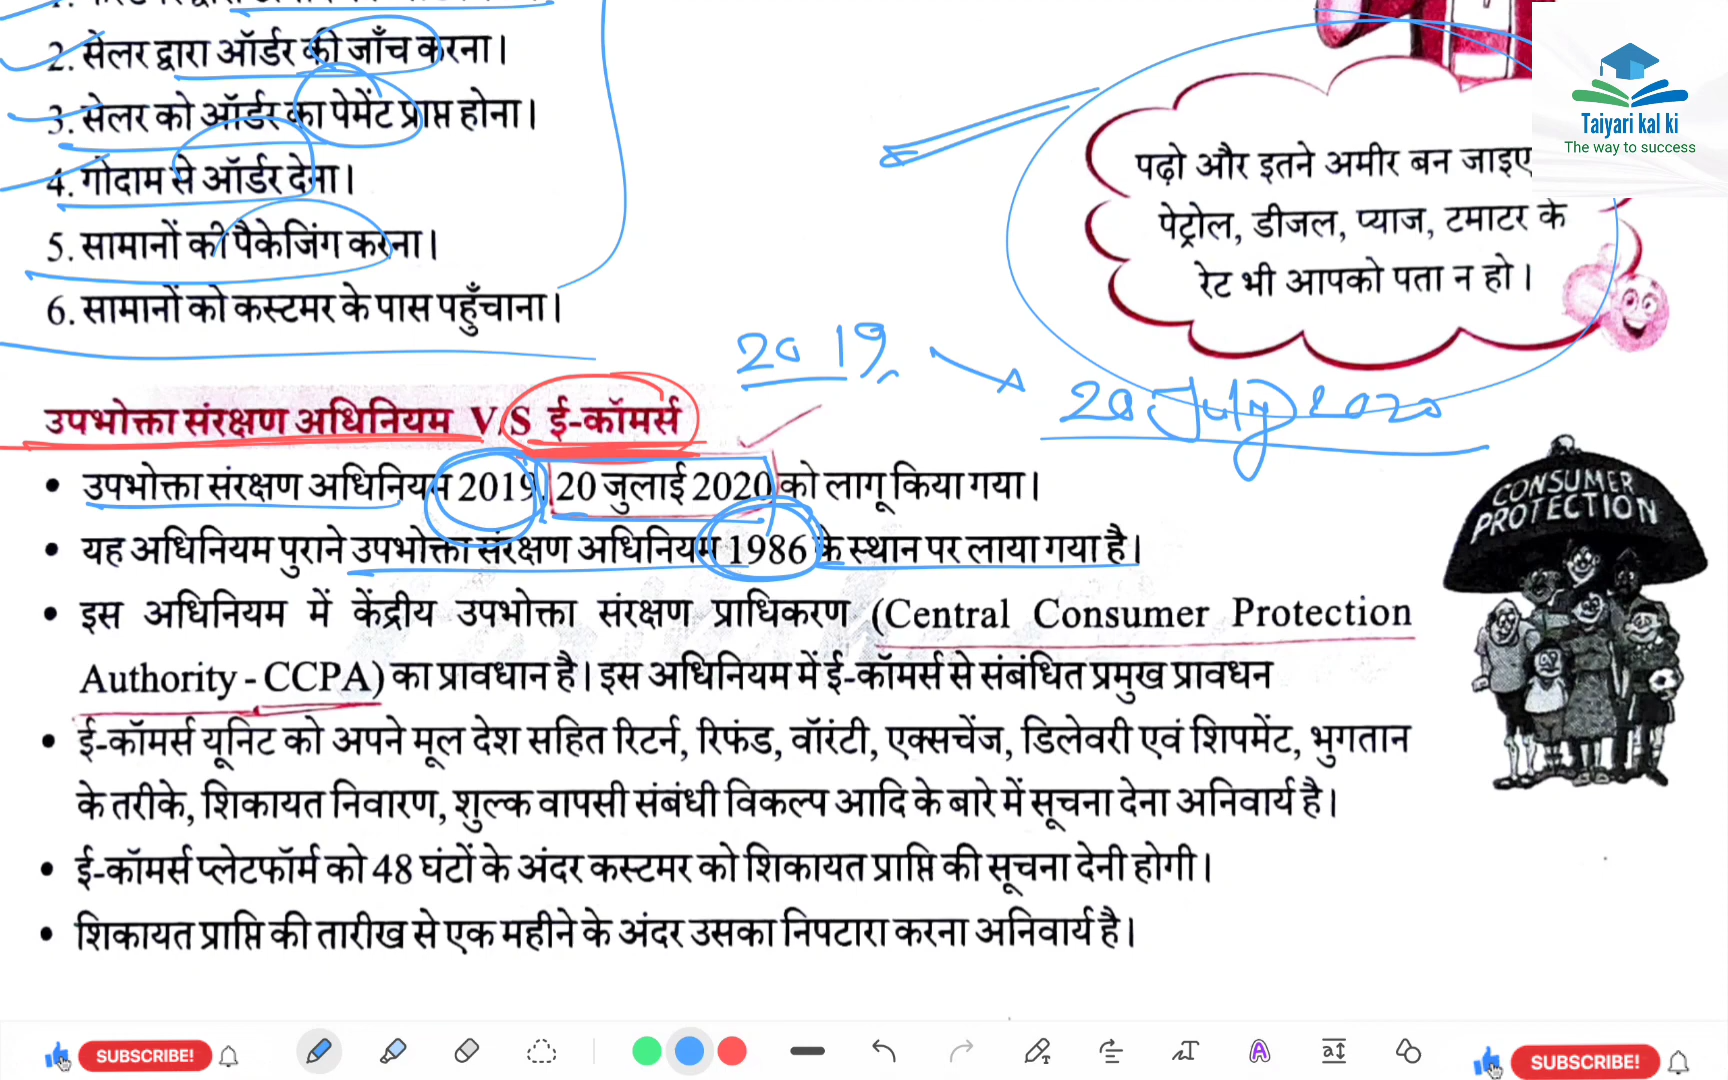 2. सेलर द्वारा ऑर्डर की जाँच करना।
3. सेलर को ऑर्डर का पेमेंट प्राप्त होना।
4. गोदाम से ऑर्डर देना।
5. सामानों की पैकेजिंग करना।
6. सामानों को कस्टमर के पास पहुँचाना।
Taiyari kal ki
The way to success
पढ़ो और इतने अमीर बन जाइए
पेट्रोल, डीजल, प्याज, टमाटर के
रेट भी आपको पता न हो।
2019
20 July 2020
उपभोक्ता संरक्षण अधिनियम V/S ई-कॉमर्स
• उपभोक्ता संरक्षण अधिनियम 2019, 20 जुलाई 2020 को लागू किया गया।
• यह अधिनियम पुराने उपभोक्ता संरक्षण अधिनियम 1986 के स्थान पर लाया गया है।
• इस अधिनियम में केंद्रीय उपभोक्ता संरक्षण प्राधिकरण (Central Consumer Protection
Authority - CCPA) का प्रावधान है। इस अधिनियम में ई-कॉमर्स से संबंधित प्रमुख प्रावधन
• ई-कॉमर्स यूनिट को अपने मूल देश सहित रिटर्न, रिफंड, वॉरंटी, एक्सचेंज, डिलेवरी एवं शिपमेंट, भुगतान
के तरीके, शिकायत निवारण, शुल्क वापसी संबंधी विकल्प आदि के बारे में सूचना देना अनिवार्य है।
• ई-कॉमर्स प्लेटफॉर्म को 48 घंटों के अंदर कस्टमर को शिकायत प्राप्ति की सूचना देनी होगी।
• शिकायत प्राप्ति की तारीख से एक महीने के अंदर उसका निपटारा करना अनिवार्य है।
CONSUMER
PROTECTION
SUBSCRIBE!
SUBSCRIBE!